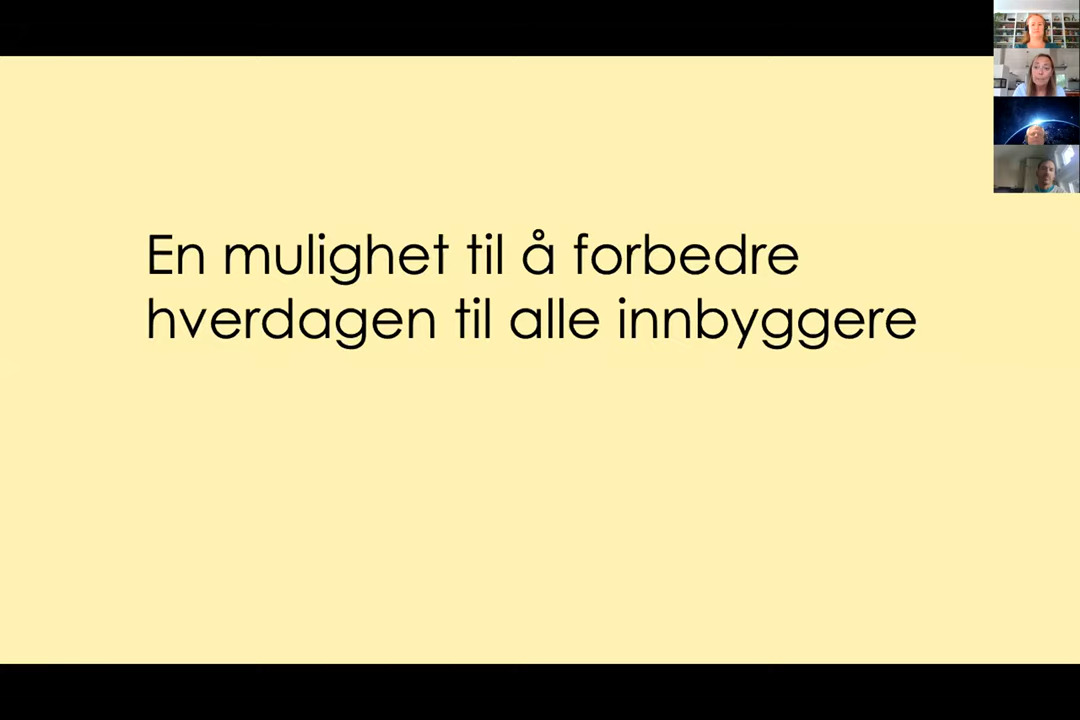 En mulighet til å forbedre
hverdagen til alle innbyggere